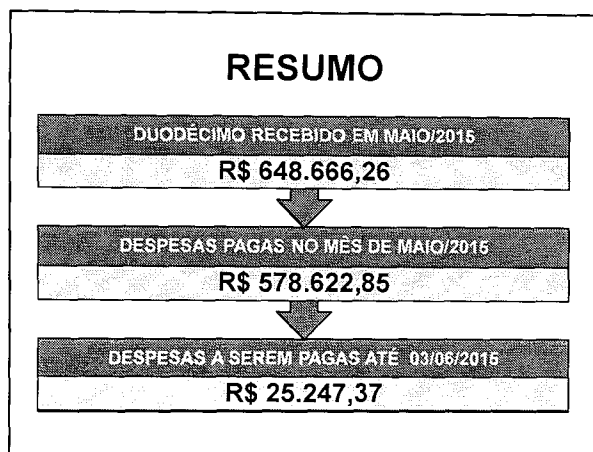 RESUMO
DUODÉCIMO RECEBIDO EM MAIO/2015
R$ 648.666,26
DESPESAS PAGAS NO MÊS DE MAIO/2015
R$ 578.622,85
DESPESAS A SEREM PAGAS ATÉ 03/06/2015
R$ 25.247,37